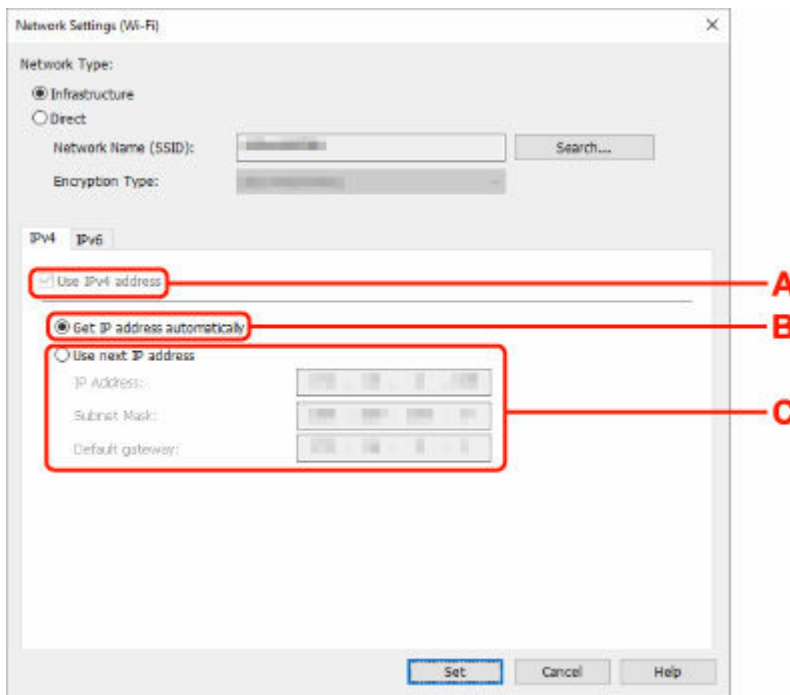 Network Settings (Wi-Fi)
Network Type:
Infrastructure
Direct
Network Name (SSID):
Search...
Encryption Type:
IPv4 IPv6
Use IPv4 address
A
Get IP address automatically
B
Use next IP address
IP Address:
Subnet Mask:
C
Default gateway:
Set Cancel Help